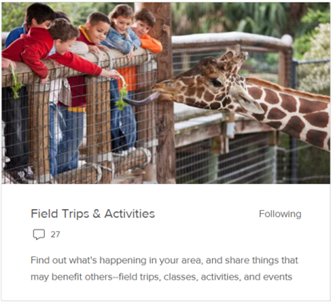 Field Trips & Activities
Following
27
Find out what's happening in your area, and share things that
may benefit others--field trips, classes, activities, and events